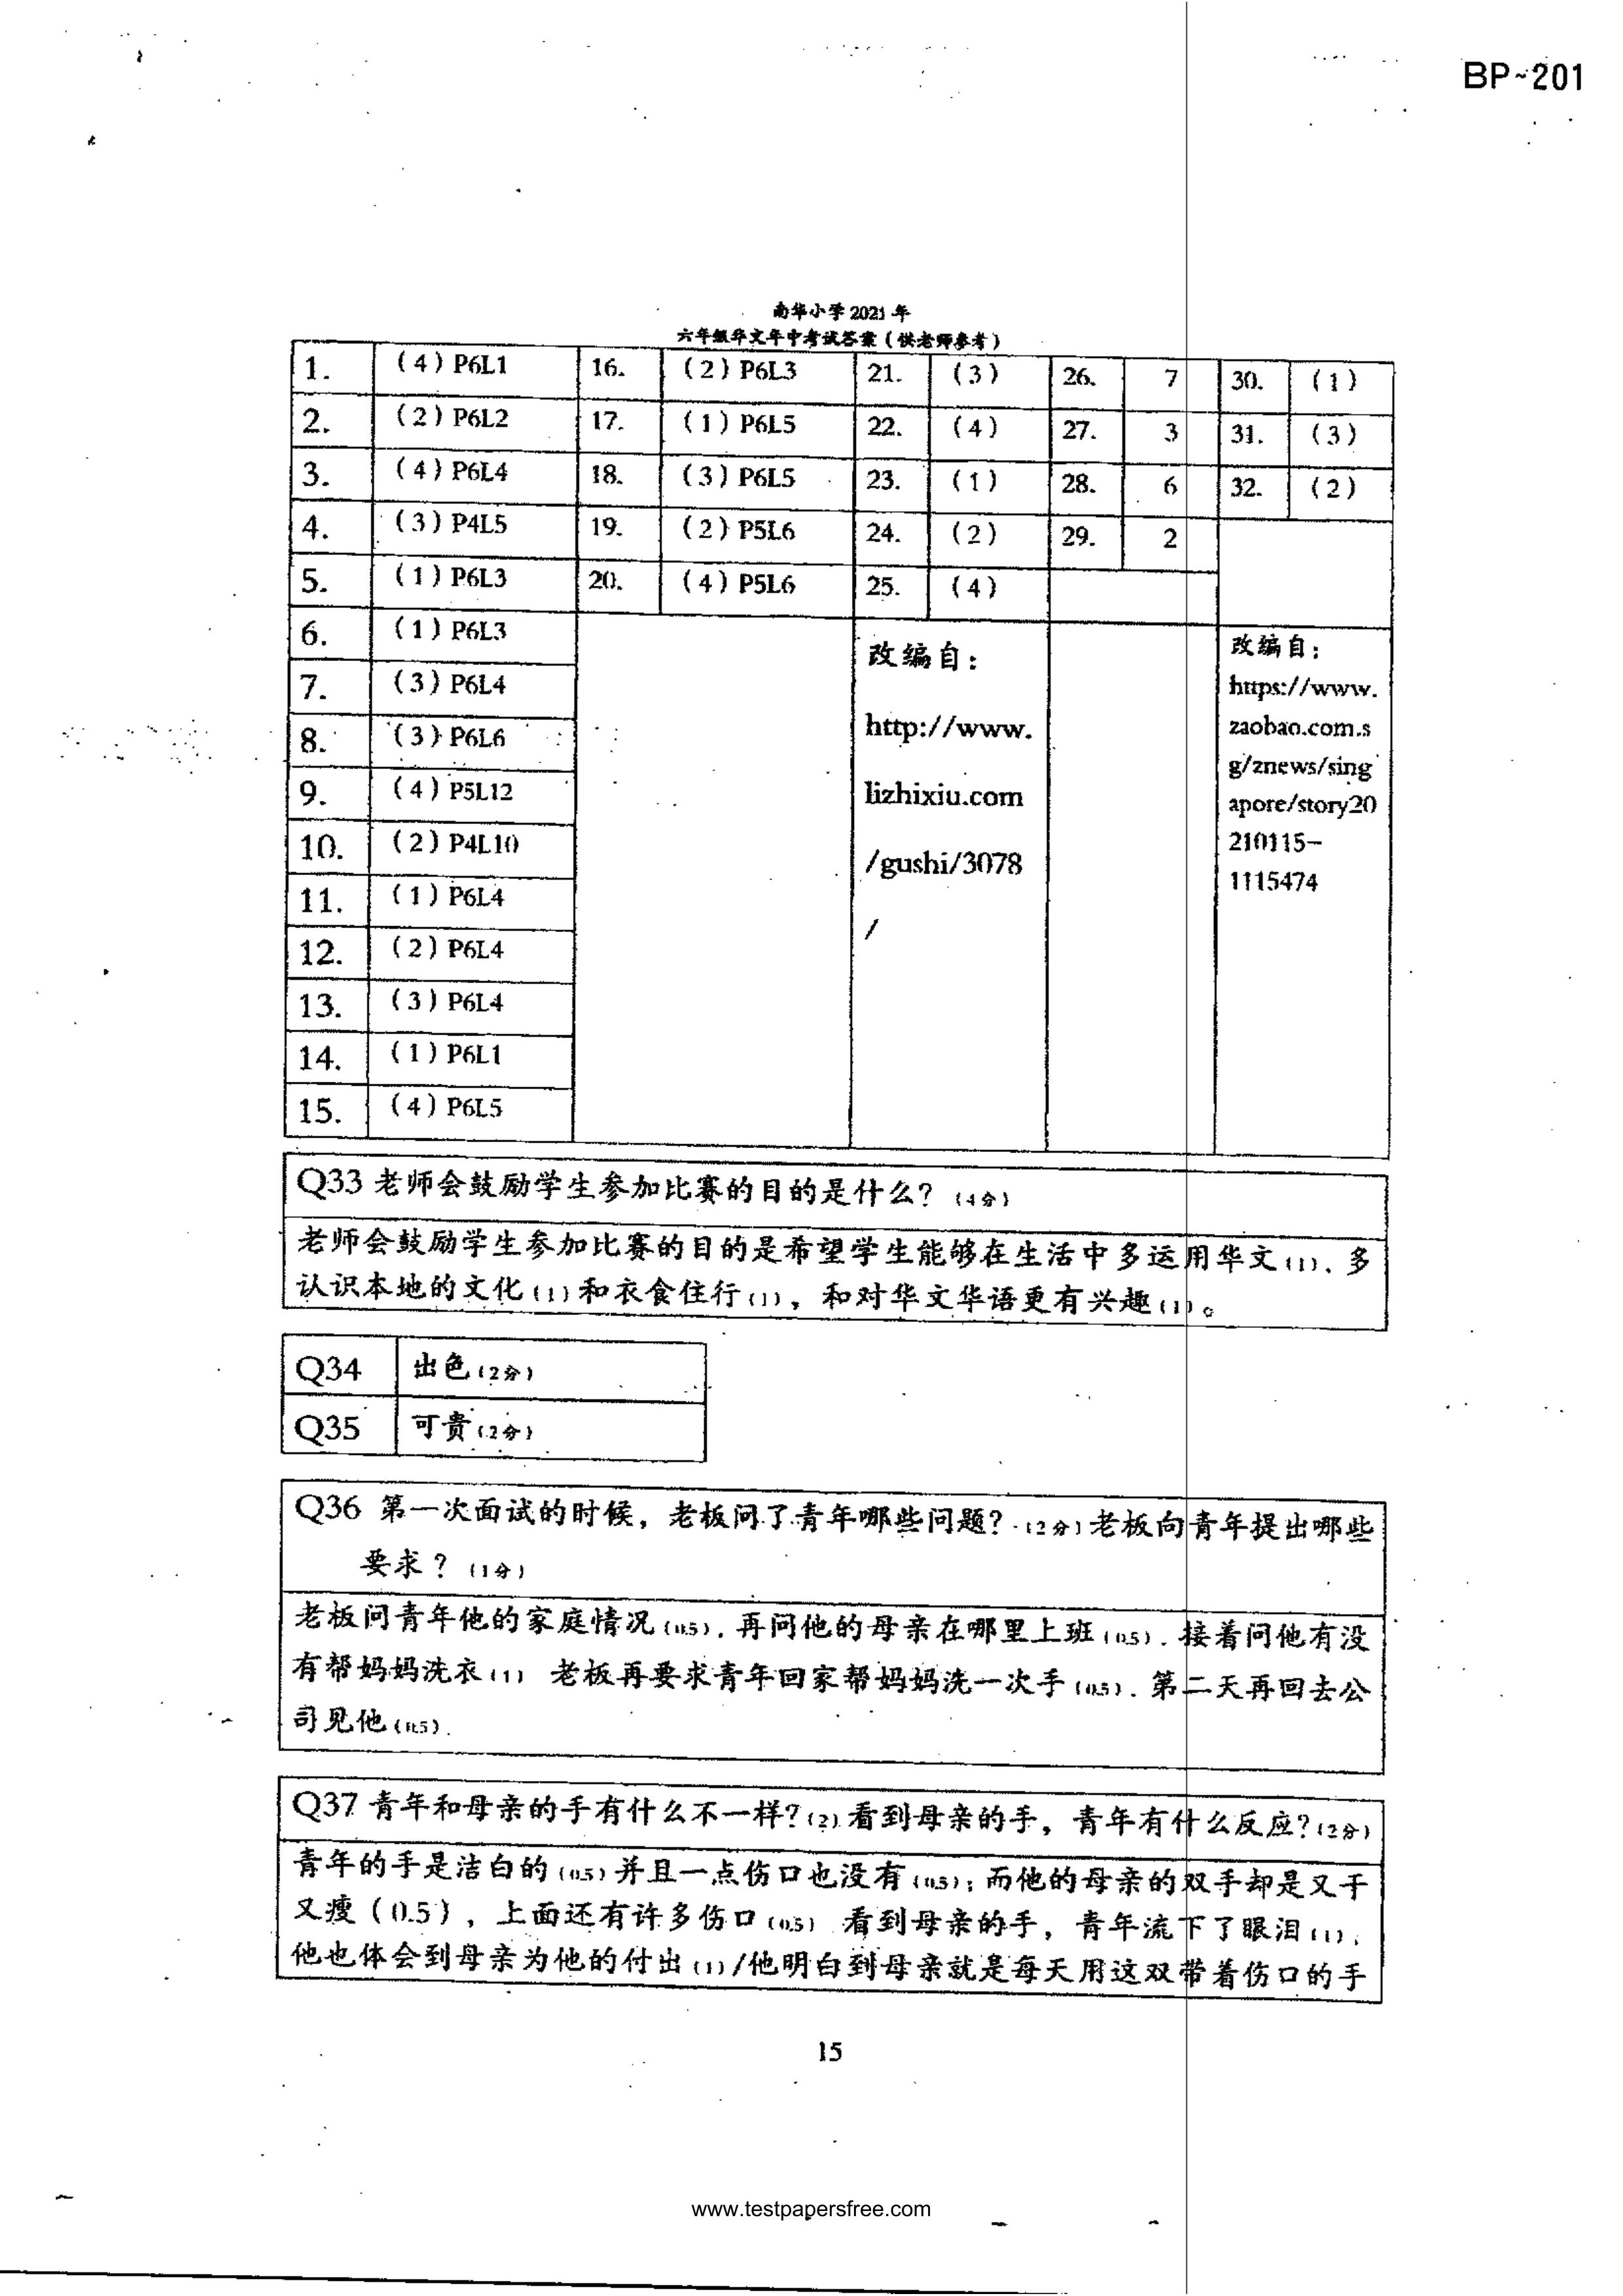 BP~201
南华小学 2021 年
六年级华文年中考试答案（供老师参考）
1. （4）P6L1 16. （2）P6L3 21. （3） 26. 7 30. （1）
2. （2）P6L2 17. （1）P6L5 22. （4） 27. 3 31. （3）
3. （4）P6L4 18. （3）P6L5 23. （1） 28. 6 32. （2）
4. （3）P4L5 19. （2）P5L6 24. （2） 29. 2
5. （1）P6L3 20. （4）P5L6 25. （4）
6. （1）P6L3
7. （3）P6L4
8. （3）P6L6
9. （4）P5L12
10. （2）P4L10
11. （1）P6L4
12. （2）P6L4
13. （3）P6L4
14. （1）P6L1
15. （4）P6L5
改编自：
http://www.
lizhixiu.com
/gushi/3078
/
改编自：
https://www.
zaobao.com.s
g/znews/sing
apore/story20
210115-
1115474
Q33 老师会鼓励学生参加比赛的目的是什么？（4分）
老师会鼓励学生参加比赛的目的是希望学生能够在生活中多运用华文（1）、多
认识本地的文化（1）和衣食住行（1），和对华文华语更有兴趣（1）。
Q34 出色（2分）
Q35 可贵（2分）
Q36 第一次面试的时候，老板问了青年哪些问题？（2分）老板向青年提出哪些
要求？（1分）
老板问青年他的家庭情况（0.5），再问他的母亲在哪里上班（0.5），接着问他有没
有帮妈妈洗衣（1） 老板再要求青年回家帮妈妈洗一次手（0.5），第二天再回去公
司见他（0.5）.
Q37 青年和母亲的手有什么不一样？（2）看到母亲的手，青年有什么反应？（2分）
青年的手是洁白的（0.5）并且一点伤口也没有（0.5）；而他的母亲的双手却是又干
又瘦（0.5），上面还有许多伤口（0.5） 看到母亲的手，青年流下了眼泪（1），
他也体会到母亲为他的付出（1）/他明白到母亲就是每天用这双带着伤口的手
15
www.testpapersfree.com